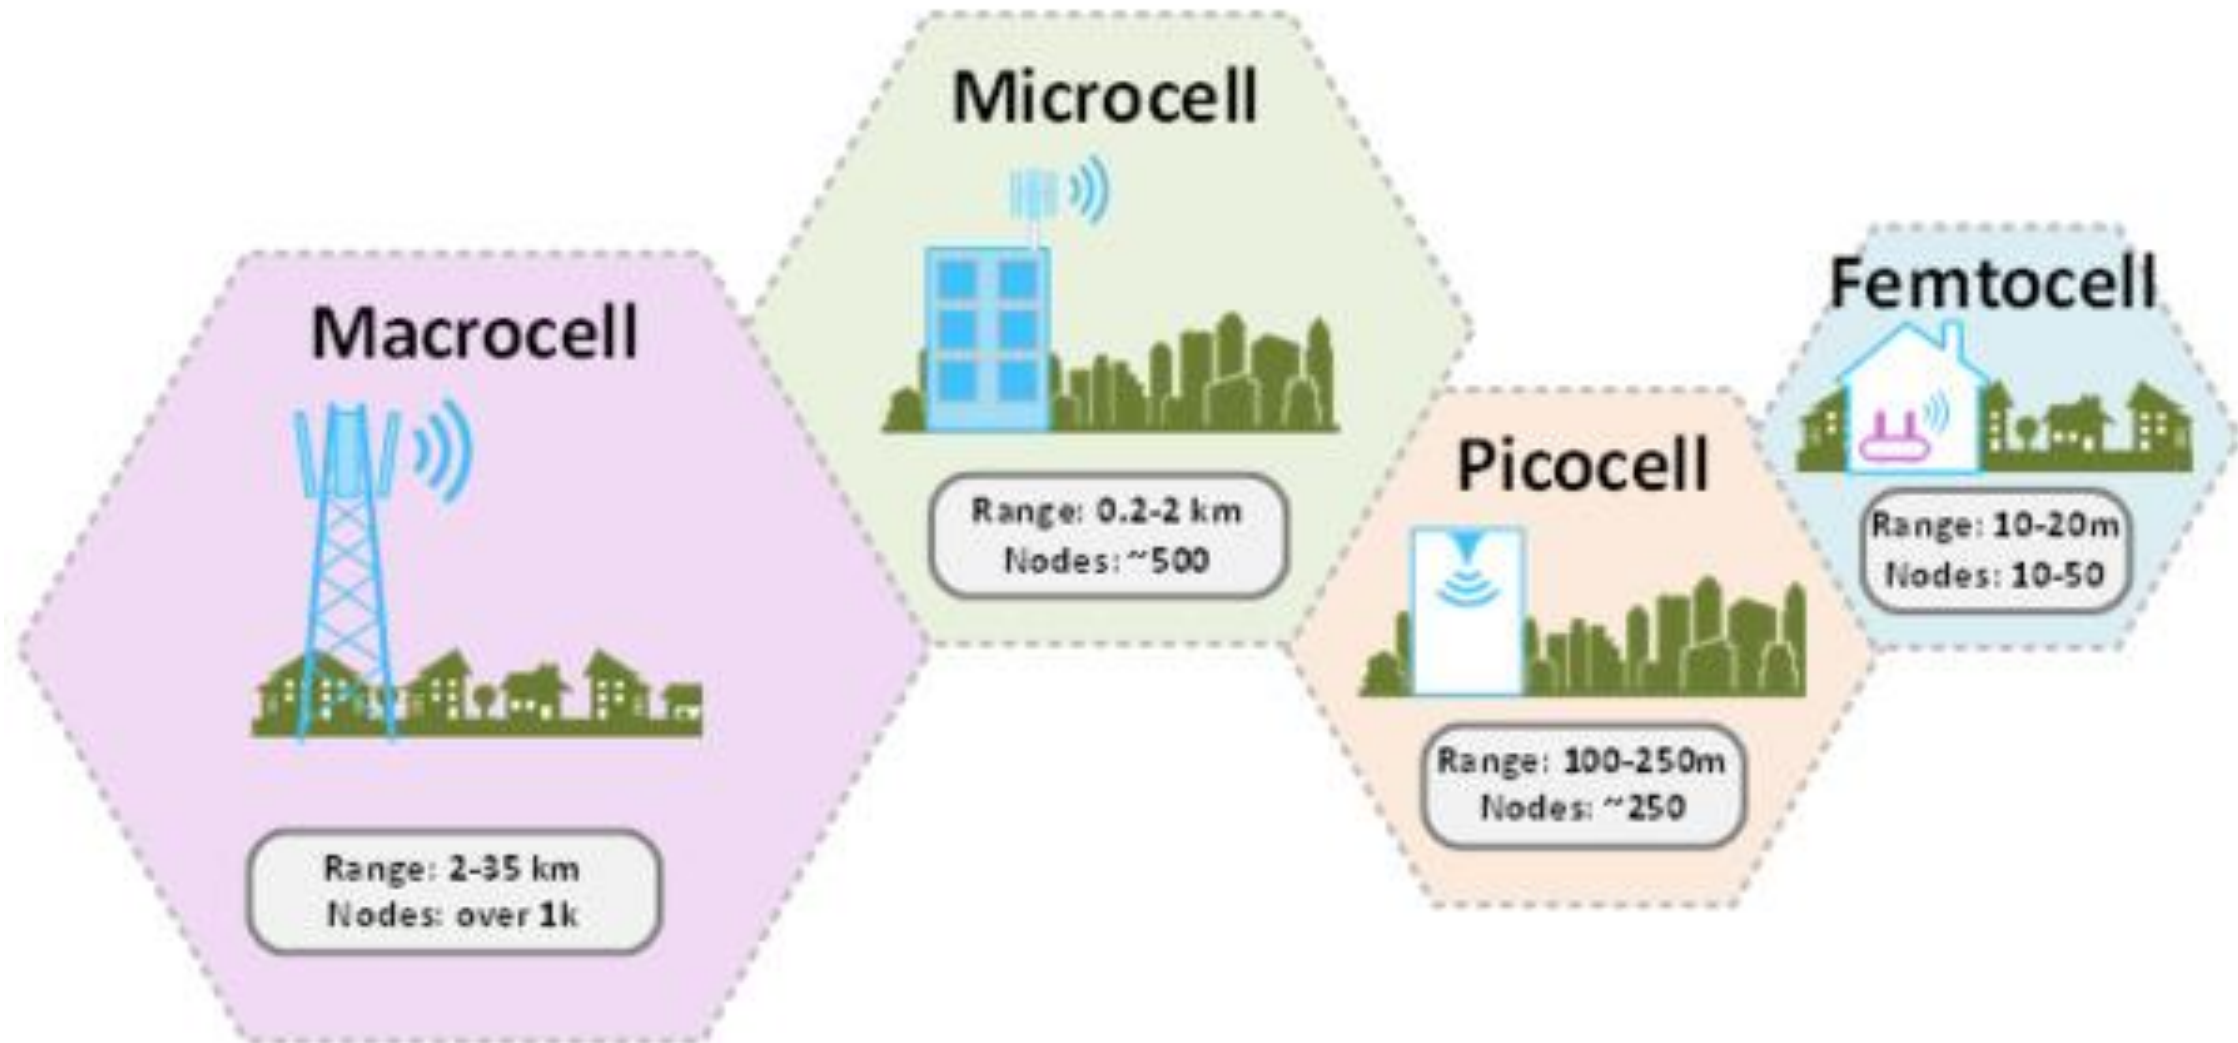 Macrocell
Range: 2-35 km
Nodes: over 1k
Microcell
Range: 0.2-2 km
Nodes: ~500
Picocell
Range: 100-250m
Nodes: ~250
Femtocell
Range: 10-20m
Nodes: 10-50